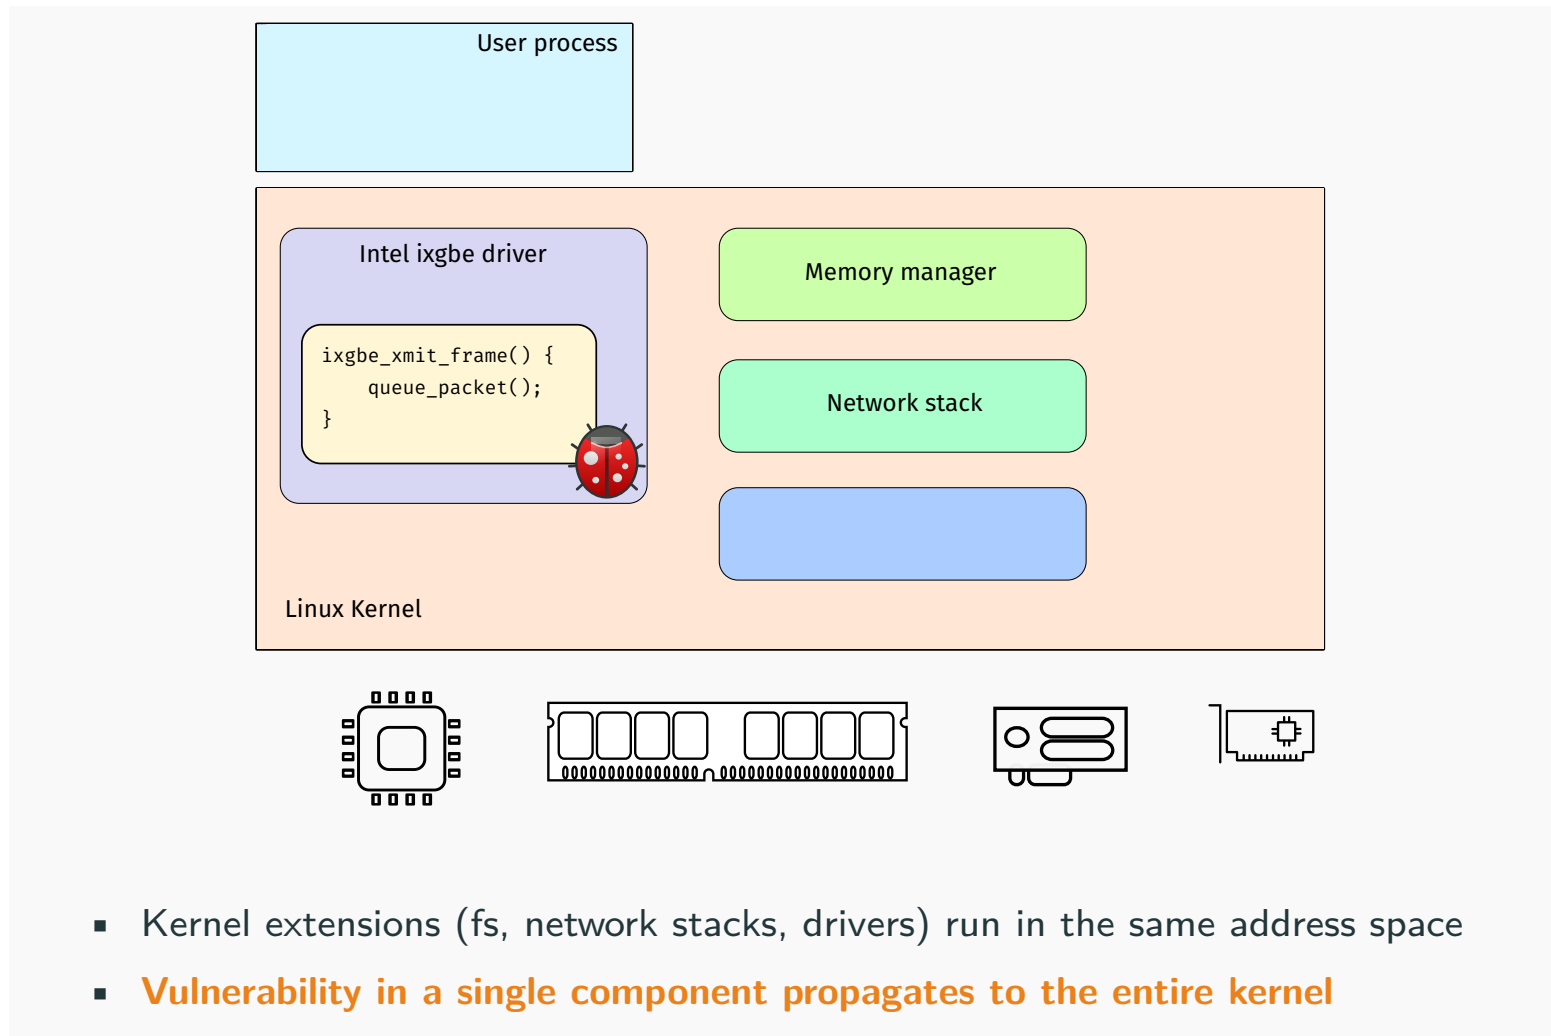 User process
Intel ixgbe driver
ixgbe_xmit_frame() {
queue_packet();
}
Memory manager
Network stack
Linux Kernel
▪ Kernel extensions (fs, network stacks, drivers) run in the same address space
▪ Vulnerability in a single component propagates to the entire kernel